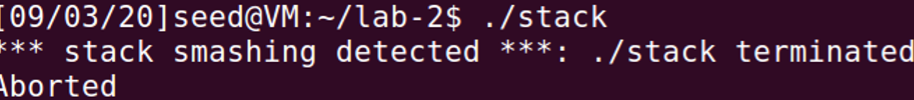 [09/03/20]seed@VM:~/lab-2$ ./stack
*** stack smashing detected ***: ./stack terminated
Aborted